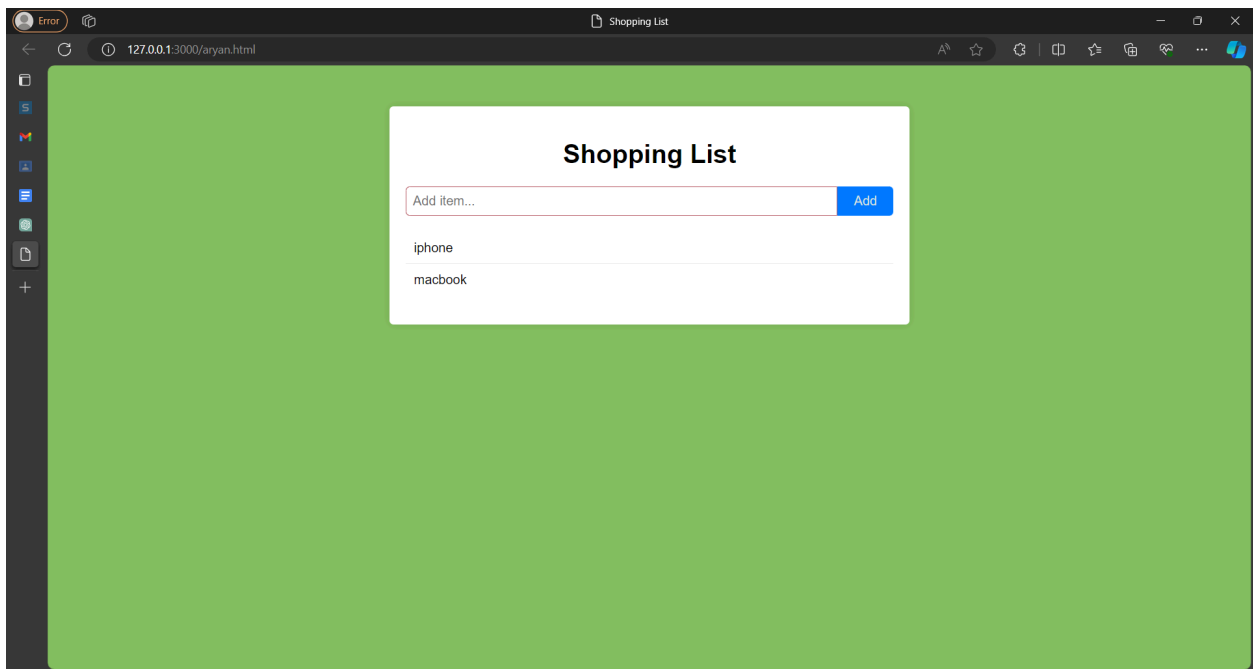 Error
Shopping List
127.0.0.1:3000/aryan.html
S
Shopping List
Add item...
Add
iphone
macbook